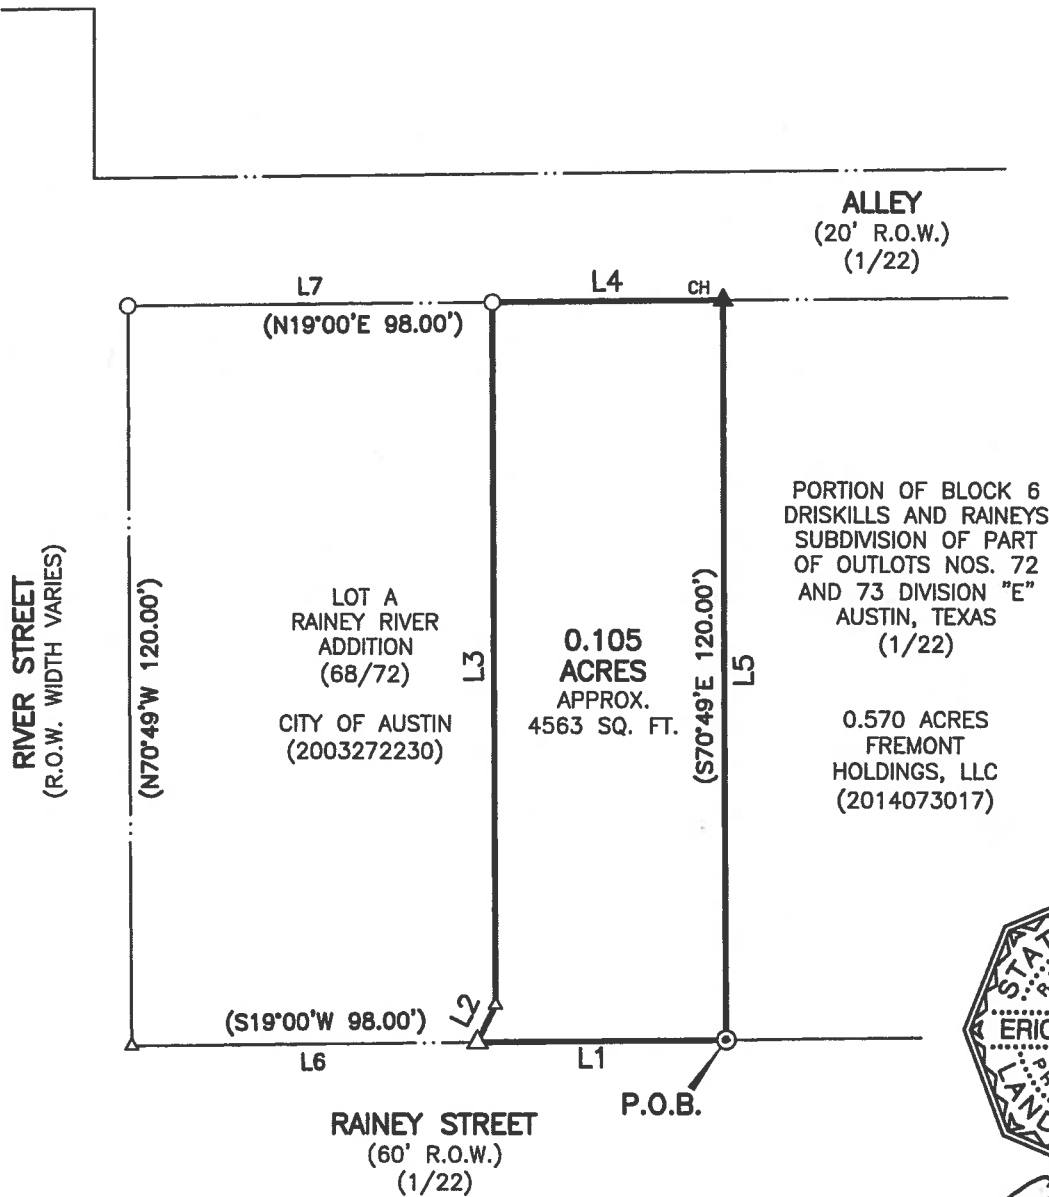 ALLEY
(20' R.O.W.)
(1/22)
L7
L4
CH
(N19°00'E 98.00')
RIVER STREET
(R.O.W. WIDTH VARIES)
(N70°49'W 120.00')
LOT A
RAINEY RIVER
ADDITION
(68/72)
CITY OF AUSTIN
(2003272230)
L3
0.105
ACRES
APPROX.
4563 SQ. FT.
(S70°49'E 120.00')
L5
PORTION OF BLOCK 6
DRISKILLS AND RAINEYS
SUBDIVISION OF PART
OF OUTLOTS NOS. 72
AND 73 DIVISION "E"
AUSTIN, TEXAS
(1/22)
0.570 ACRES
FREMONT
HOLDINGS, LLC
(2014073017)
(S19°00'W 98.00')
L2
L6
L1
P.O.B.
RAINEY STREET
(60' R.O.W.)
(1/22)
STAT
ERIC
LAND